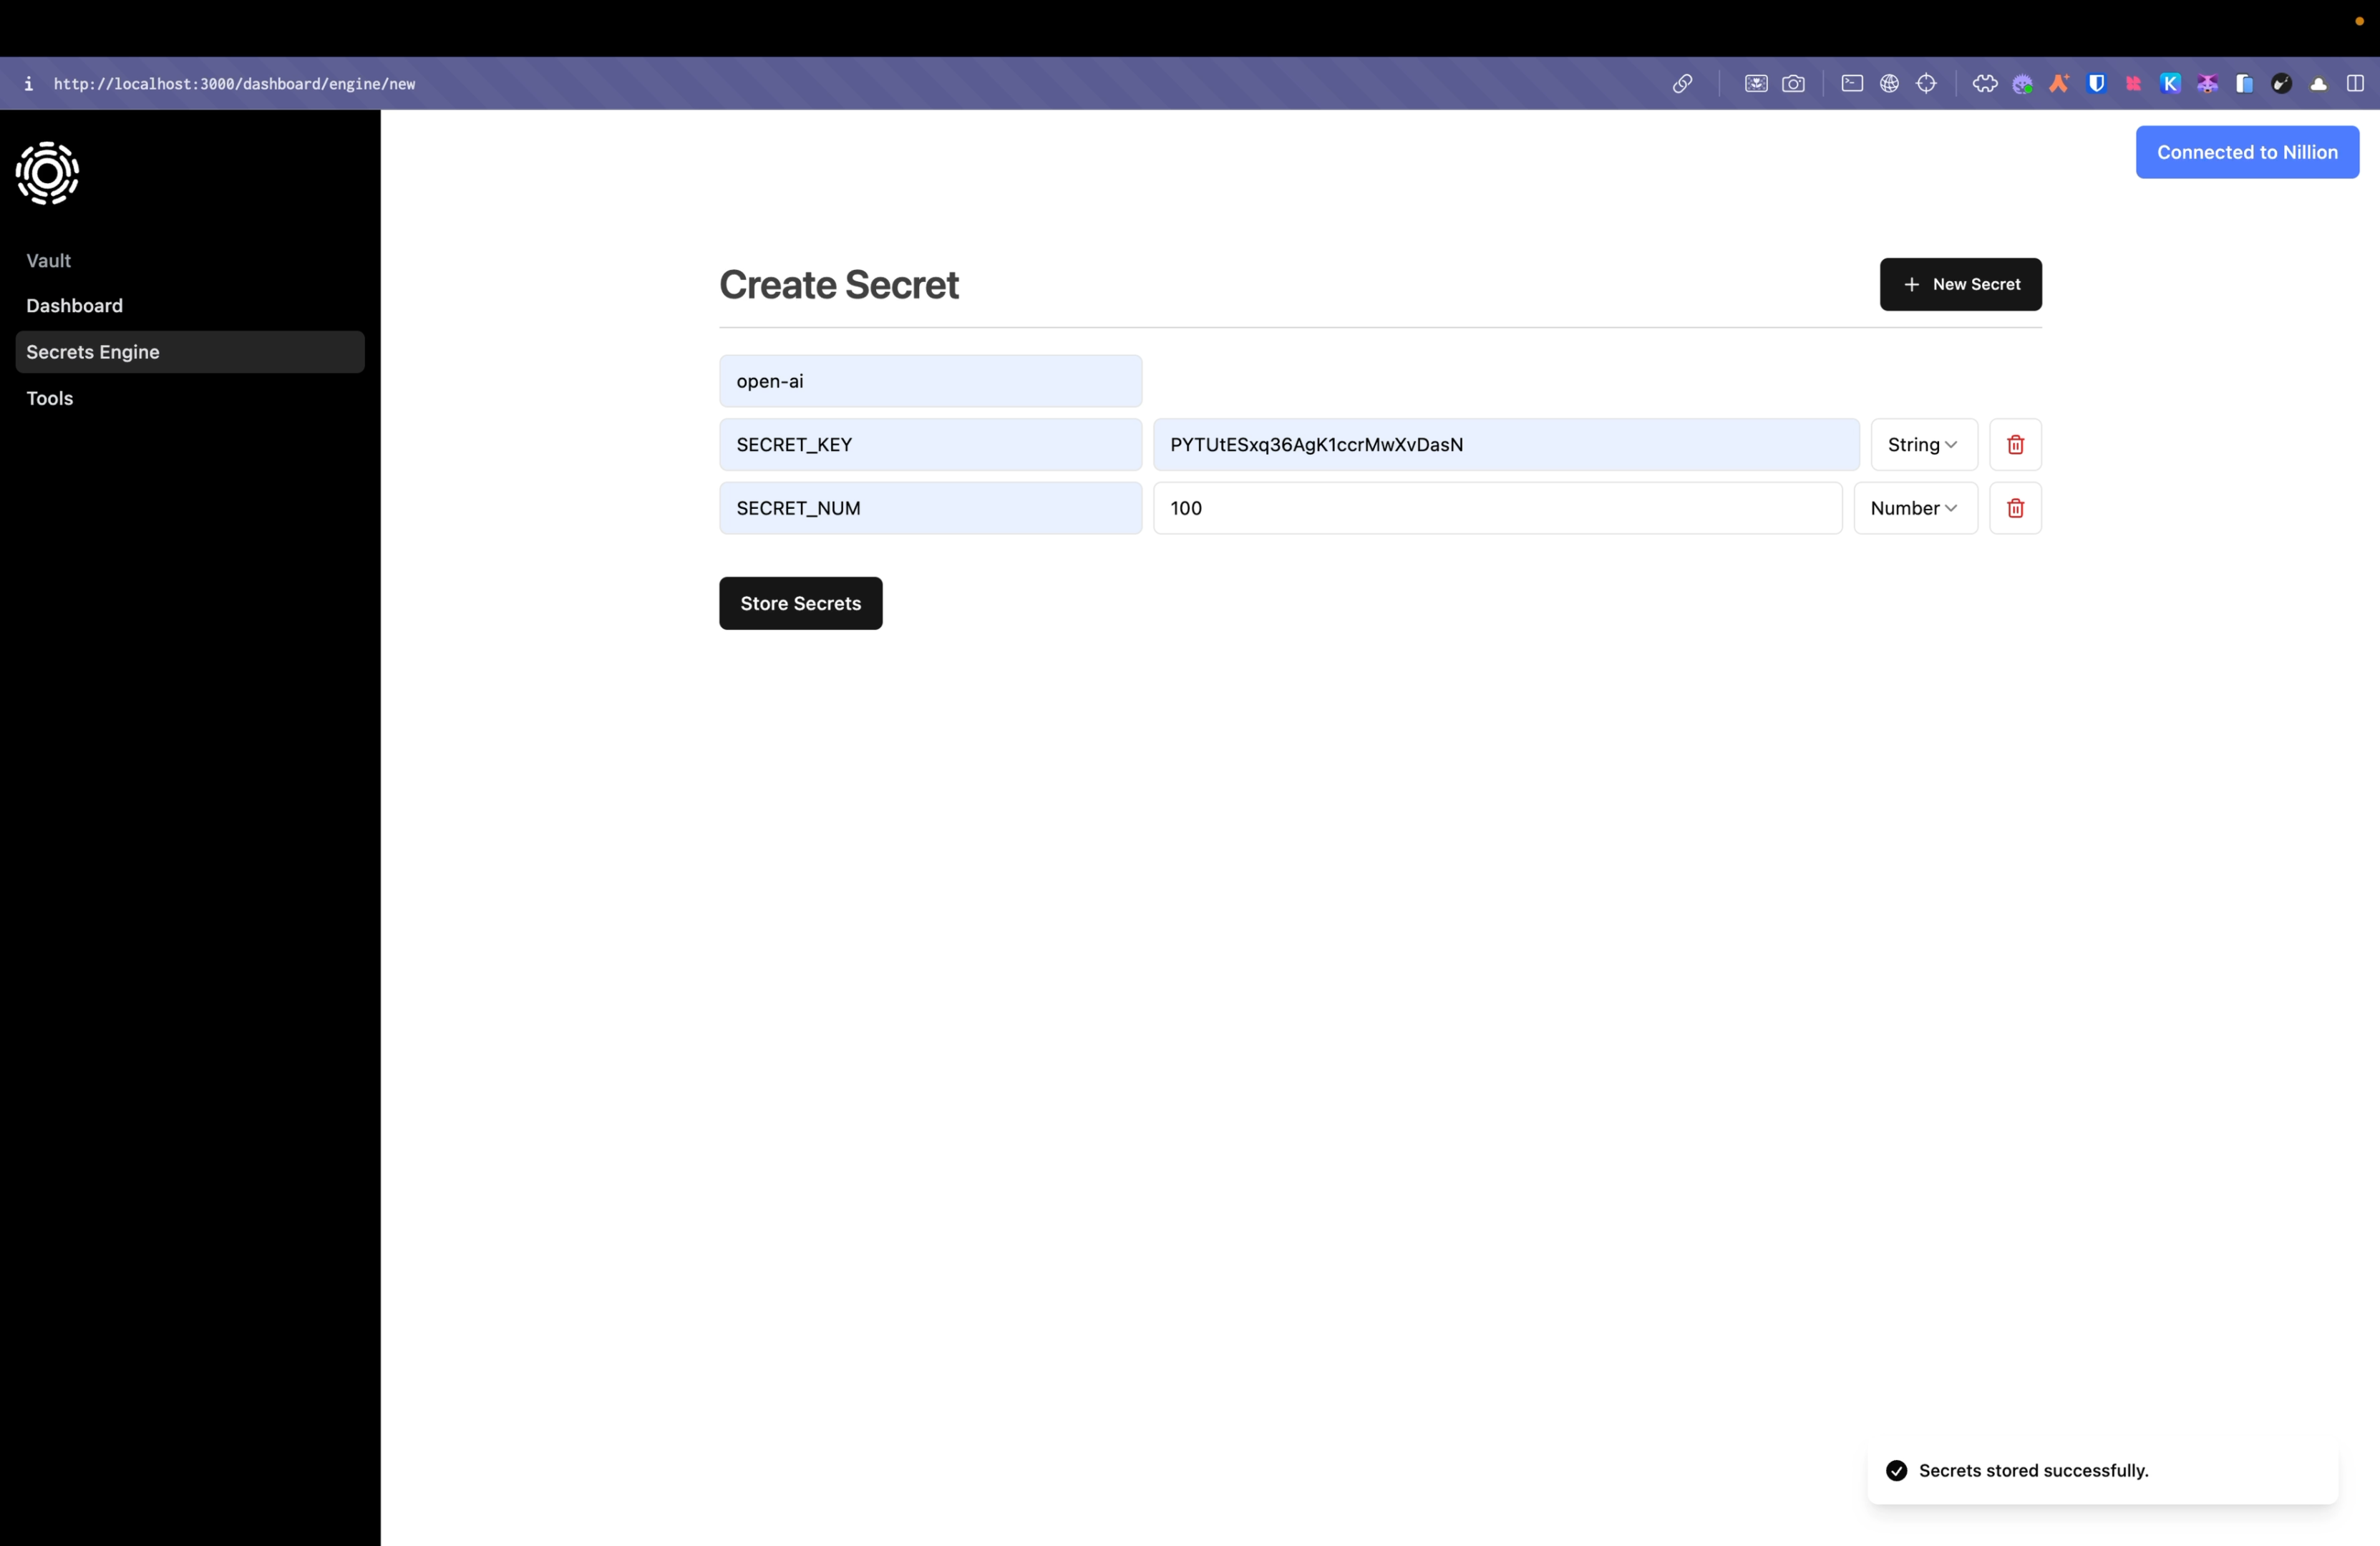 i http://localhost:3000/dashboard/engine/new
K
Connected to Nillion
Vault
Dashboard
Secrets Engine
Tools
Create Secret
+ New Secret
open-ai
SECRET_KEY PYTUtESxq36AgK1ccrMwXvDasN String
SECRET_NUM 100 Number
Store Secrets
Secrets stored successfully.